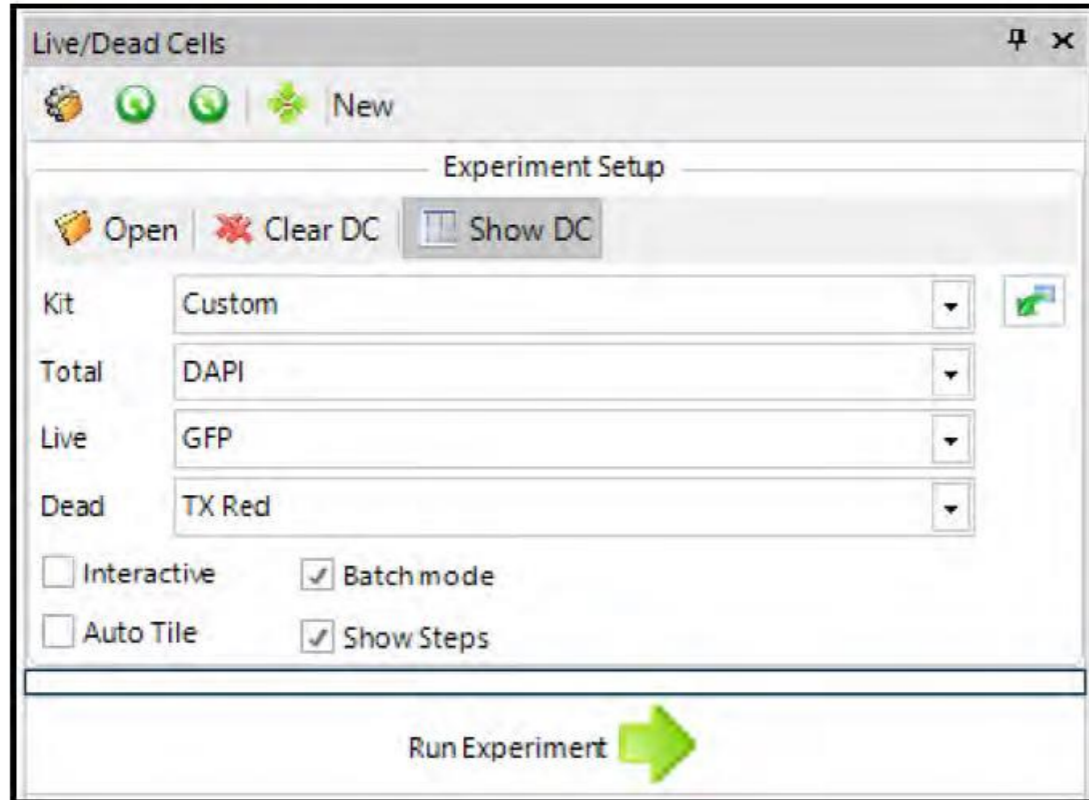 Live/Dead Cells
New
Experiment Setup
Open Clear DC Show DC
Kit Custom
Total DAPI
Live GFP
Dead TX Red
Interactive Batch mode
Auto Tile Show Steps
Run Experiment